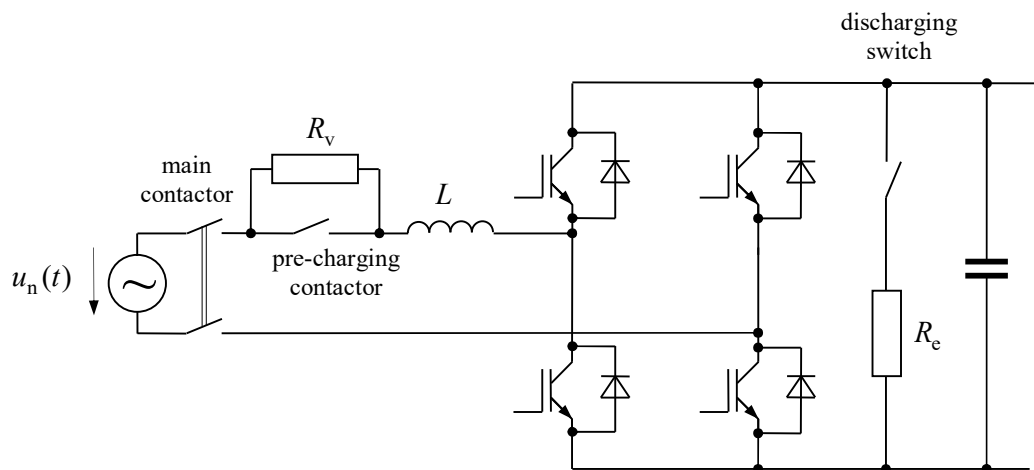 discharging
switch
R_v
main
contactor
L
pre-charging
contactor
u_n(t)
R_e